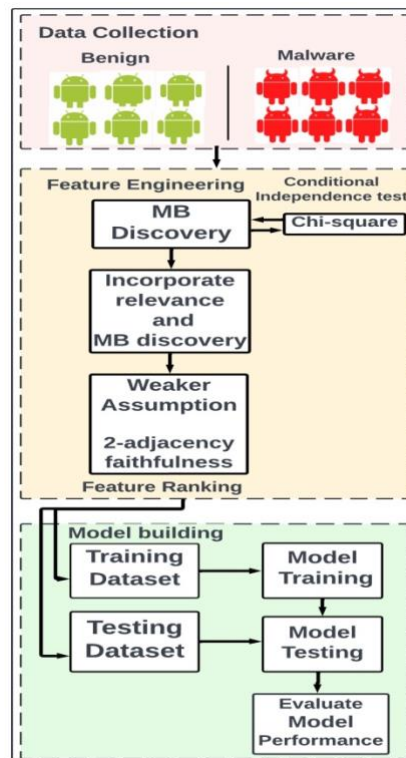 Data Collection
Benign
Malware
Feature Engineering
Conditional
Independence test
MB
Discovery
Chi-square
Incorporate
relevance
and
MB discovery
Weaker
Assumption
2-adjacency
faithfulness
Feature Ranking
Model building
Training
Dataset
Model
Training
Testing
Dataset
Model
Testing
Evaluate
Model
Performance